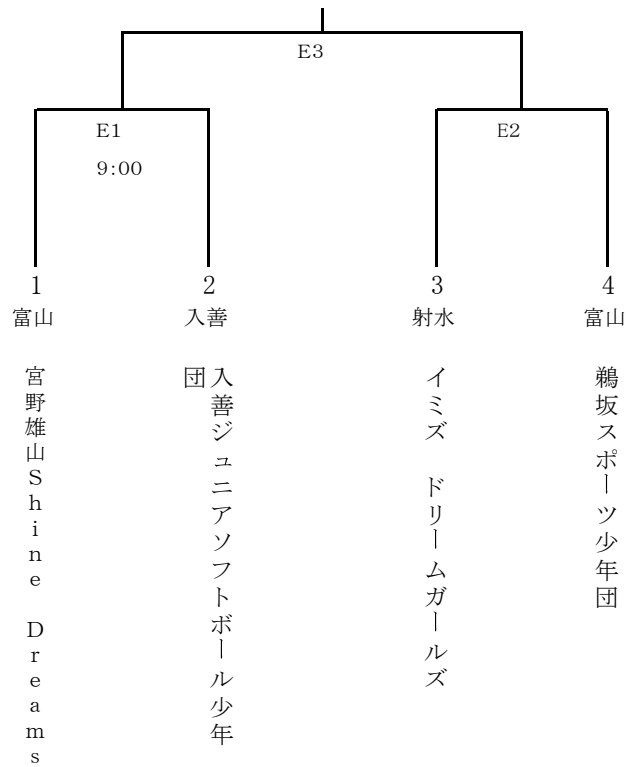 E3
E1
9:00
E2
1
2
3
4
富山
入善
射水
富山
宮野雄山Shine Dreams
入善ジュニアソフトボール少年
団
イミズ ドリームガールズ
鵜坂スポーツ少年団